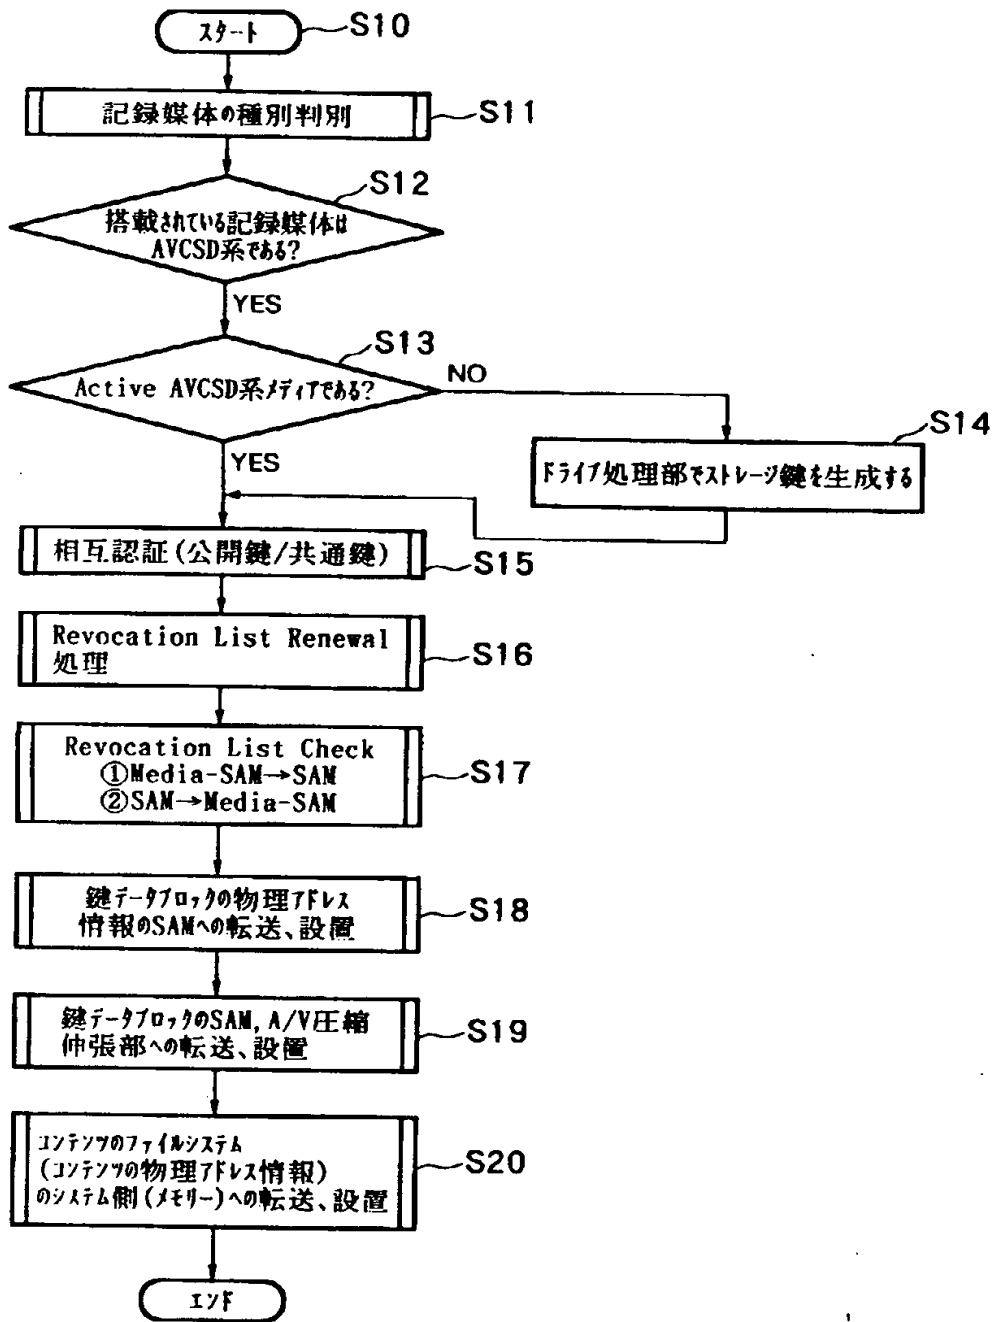 スタート
S10
記録媒体の種別判別
S11
S12
搭載されている記録媒体は
AVCSD系である?
YES
S13
Active AVCSD系メディアである?
NO
S14
ドライブ処理部でストレージ鍵を生成する
YES
相互認証(公開鍵/共通鍵)
S15
Revocation List Renewal
処理
S16
Revocation List Check
①Media-SAM→SAM
②SAM→Media-SAM
S17
鍵データブロックの物理アドレス
情報のSAMへの転送、設置
S18
鍵データブロックのSAM, A/V圧縮
伸張部への転送、設置
S19
コンテンツのファイルシステム
(コンテンツの物理アドレス情報)
のシステム側(メモリー)への転送、設置
S20
エンド